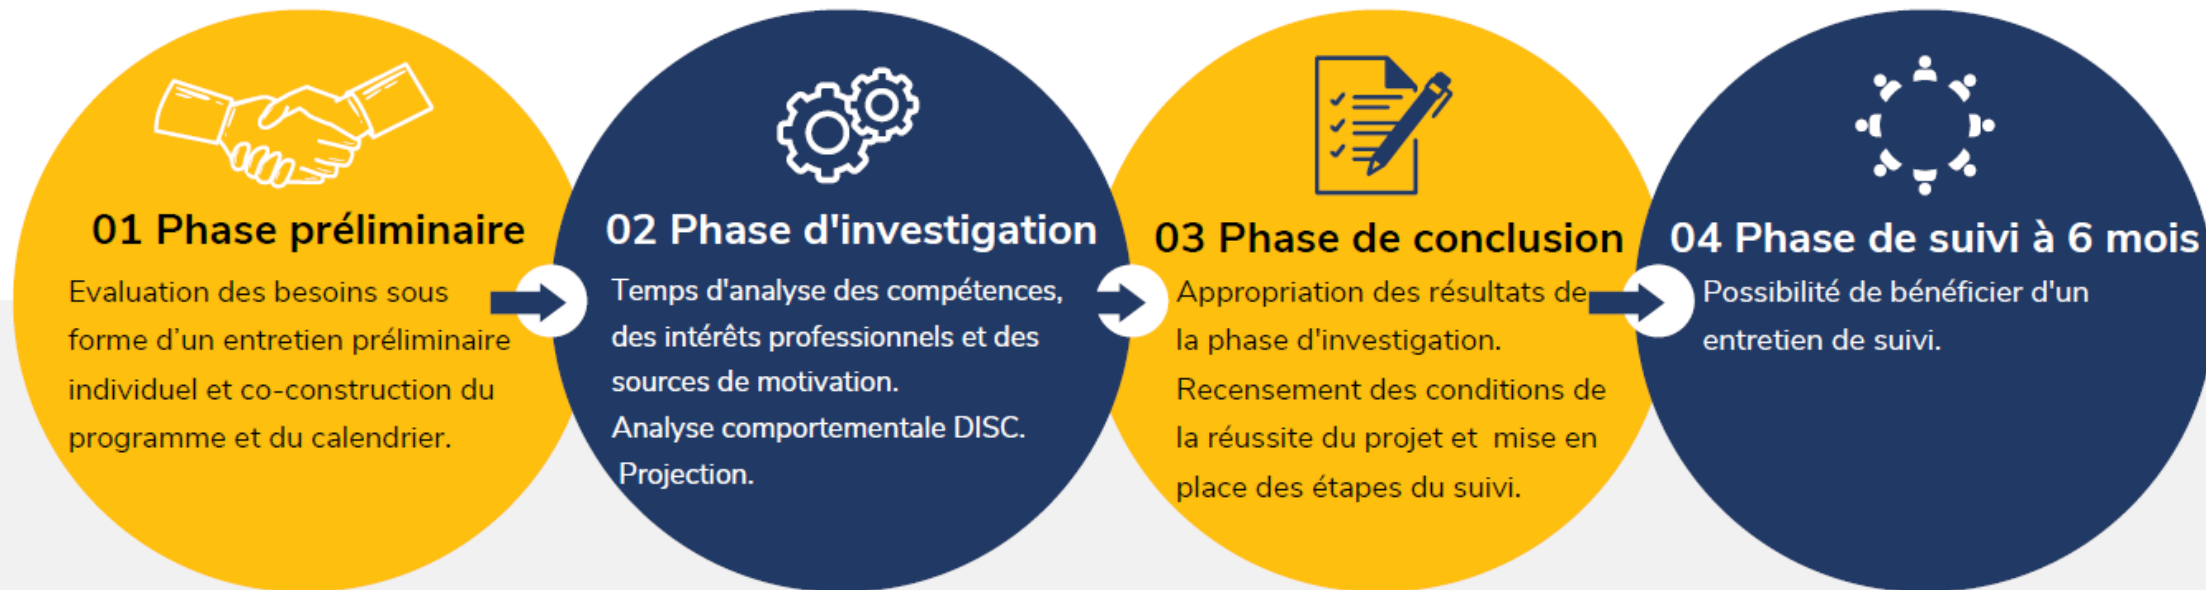 01 Phase préliminaire
Evaluation des besoins sous
forme d’un entretien préliminaire
individuel et co-construction du
programme et du calendrier.
02 Phase d'investigation
Temps d'analyse des compétences,
des intérêts professionnels et des
sources de motivation.
Analyse comportementale DISC.
Projection.
03 Phase de conclusion
Appropriation des résultats de
la phase d'investigation.
Recensement des conditions de
la réussite du projet et  mise en
place des étapes du suivi.
04 Phase de suivi à 6 mois
Possibilité de bénéficier d'un
entretien de suivi.